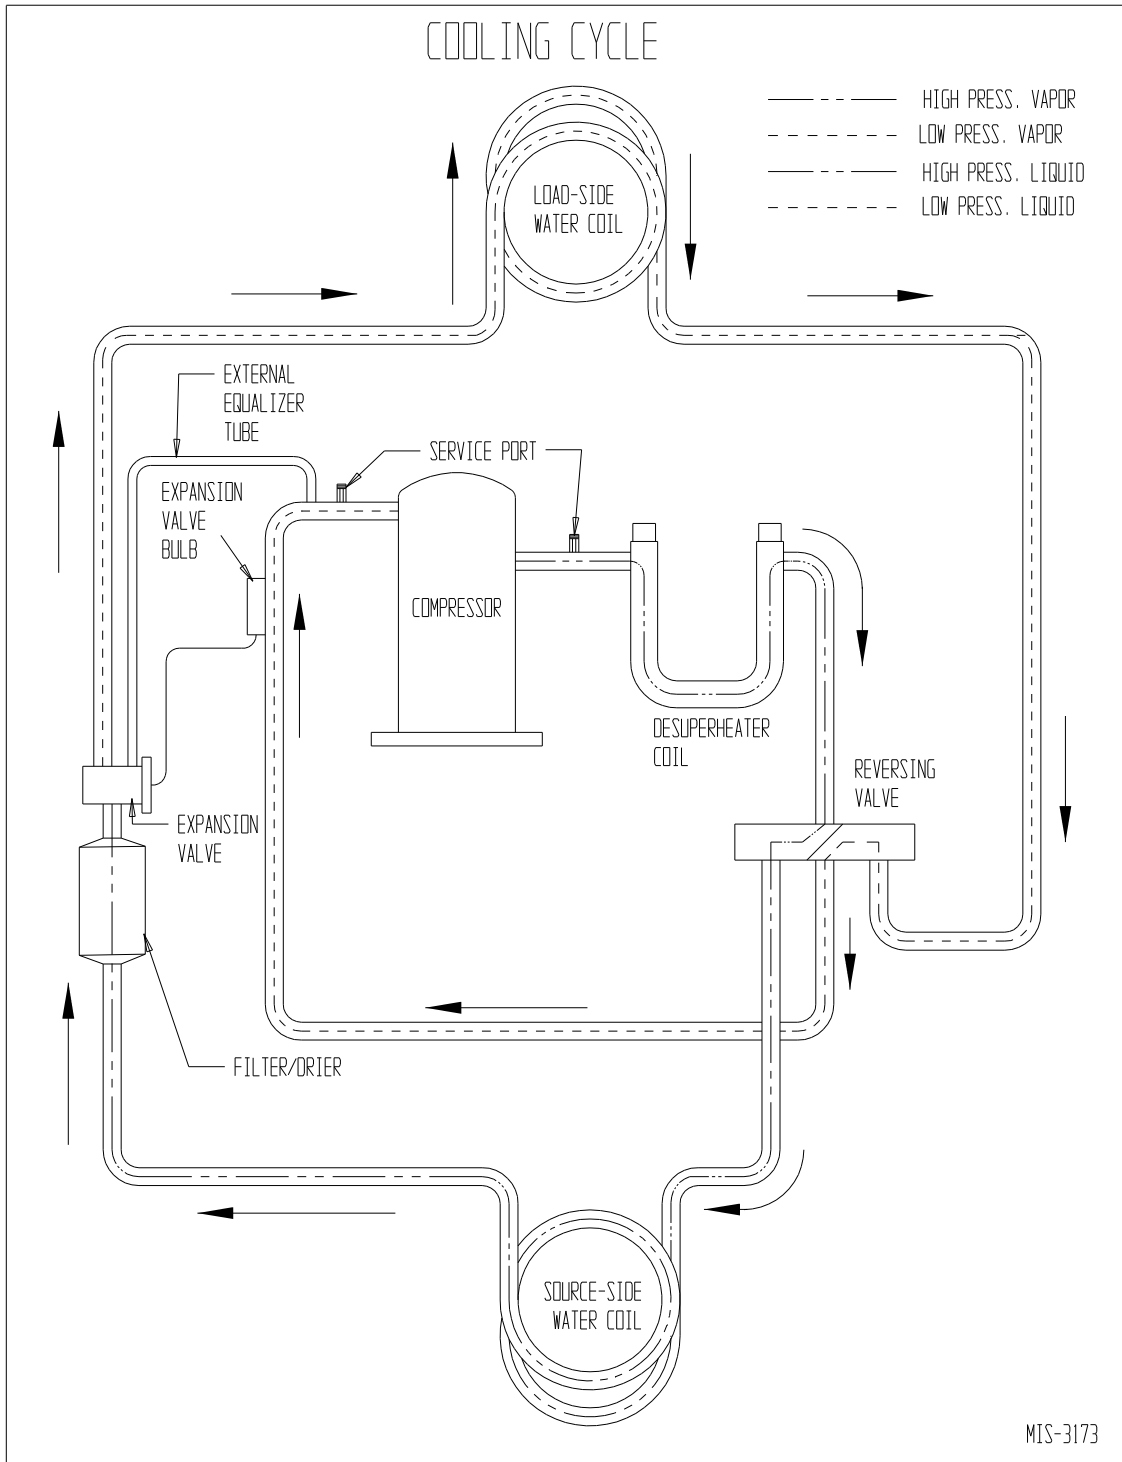 COOLING CYCLE
HIGH PRESS. VAPOR
LOW PRESS. VAPOR
HIGH PRESS. LIQUID
LOW PRESS. LIQUID
LOAD-SIDE
WATER COIL
EXTERNAL
EQUALIZER
TUBE
SERVICE PORT
EXPANSION
VALVE
BULB
COMPRESSOR
DESUPERHEATER
COIL
REVERSING
VALVE
EXPANSION
VALVE
FILTER/DRIER
SOURCE-SIDE
WATER COIL
MIS-3173